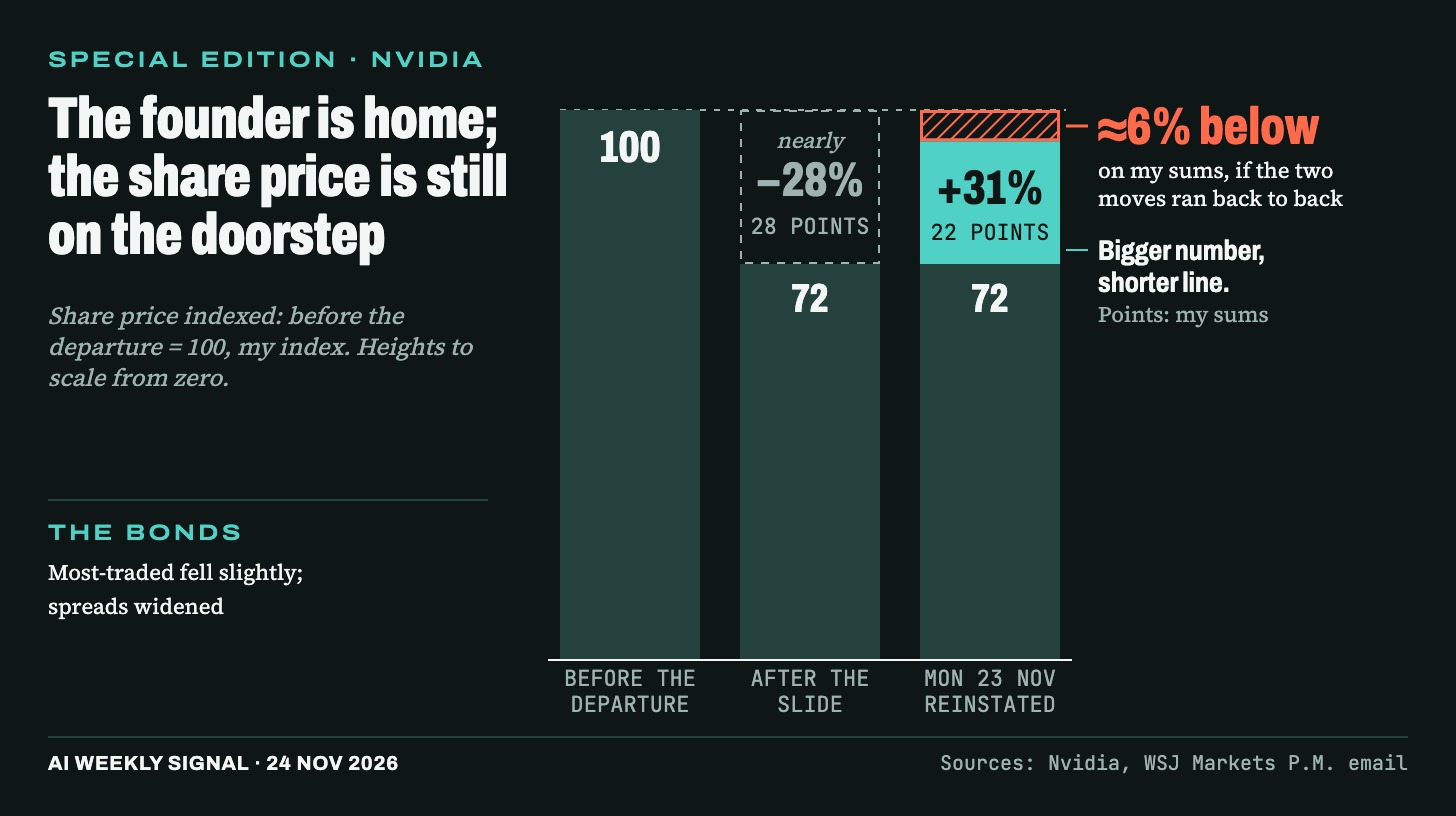 SPECIAL EDITION · NVIDIA
The founder is home;
the share price is still
on the doorstep
Share price indexed: before the
departure = 100, my index. Heights to
scale from zero.
THE BONDS
Most-traded fell slightly;
spreads widened
100
nearly
−28%
28 POINTS
72
+31%
22 POINTS
72
≈6% below
on my sums, if the two
moves ran back to back
Bigger number,
shorter line.
Points: my sums
BEFORE THE
DEPARTURE
AFTER THE
SLIDE
MON 23 NOV
REINSTATED
AI WEEKLY SIGNAL · 24 NOV 2026
Sources: Nvidia, WSJ Markets P.M. email